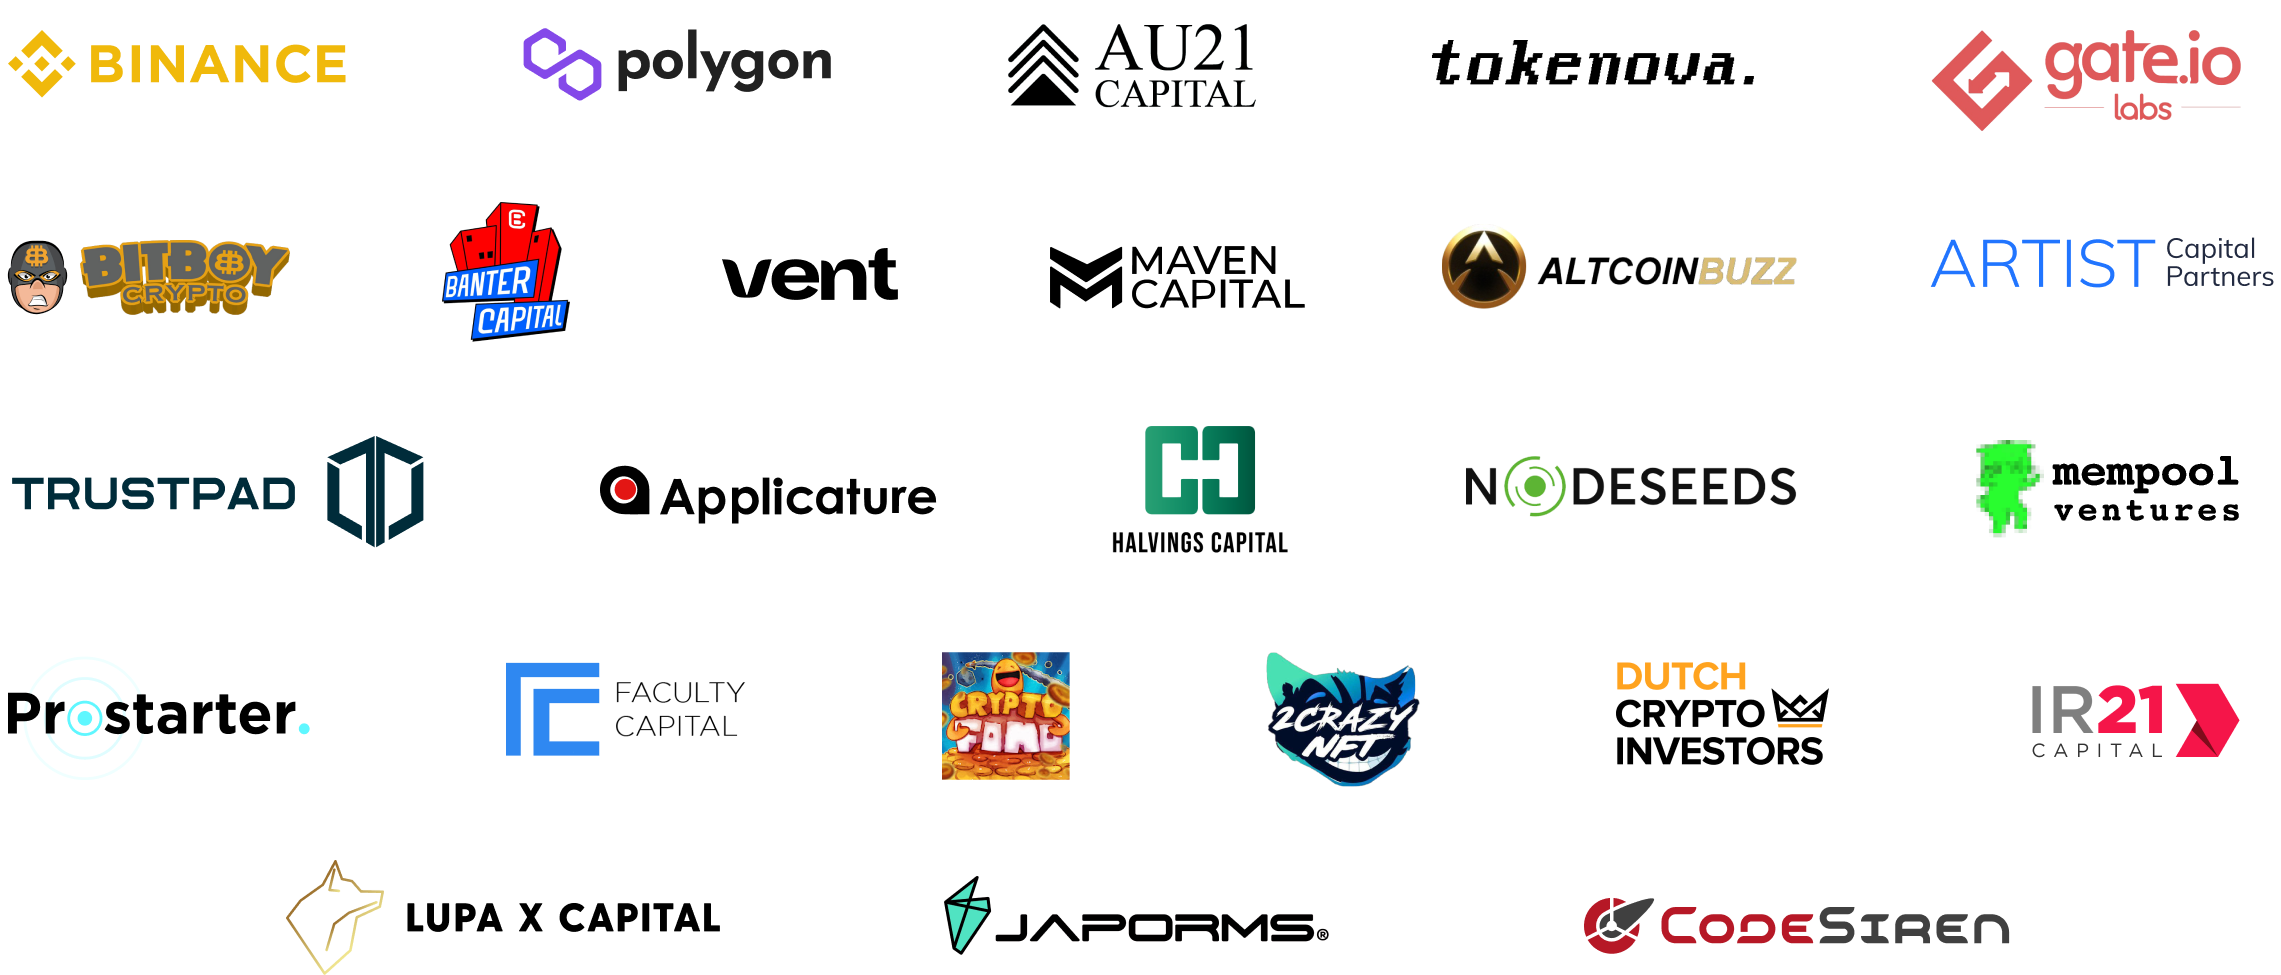 BINANCE
polygon
AU21
CAPITAL
tokenova.
gate.io
labs
BITBOY
CRYPTO
BANTER
CAPITAL
vent
MAVEN
CAPITAL
ALTCOINBUZZ
ARTIST
Capital
Partners
TRUSTPAD
Applicature
HALVINGS CAPITAL
NODESEEDS
mempool
ventures
Prostarter.
FACULTY
CAPITAL
CRYPTO
FOMO
2CRAZY
NFT
DUTCH
CRYPTO
INVESTORS
IR21
CAPITAL
LUPA X CAPITAL
JAPORMS®
CODESIREN